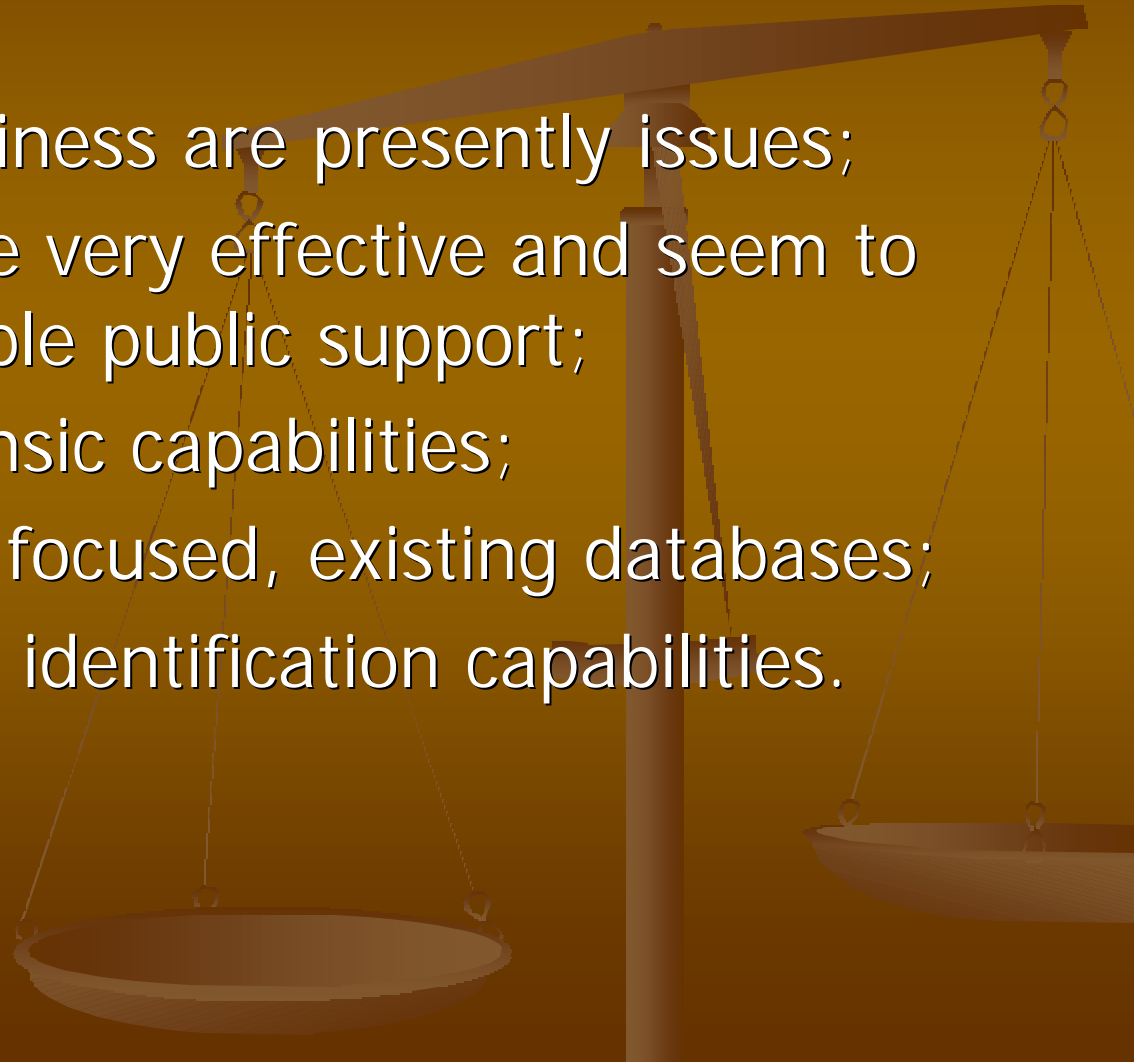 iness are presently issues;
e very effective and seem to
ble public support;
nsic capabilities;
focused, existing databases;
identification capabilities.